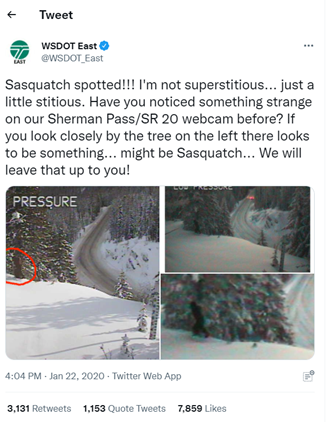 Tweet
WSDOT East
@WSDOT_East
EAST
Sasquatch spotted!!! I'm not superstitious... just a
little stitious. Have you noticed something strange
on our Sherman Pass/SR 20 webcam before? If
you look closely by the tree on the left there looks
to be something... might be Sasquatch... We will
leave that up to you!
PRESSURE
LOW PRESSURE
4:04 PM · Jan 22, 2020 · Twitter Web App
3,131 Retweets 1,153 Quote Tweets 7,859 Likes